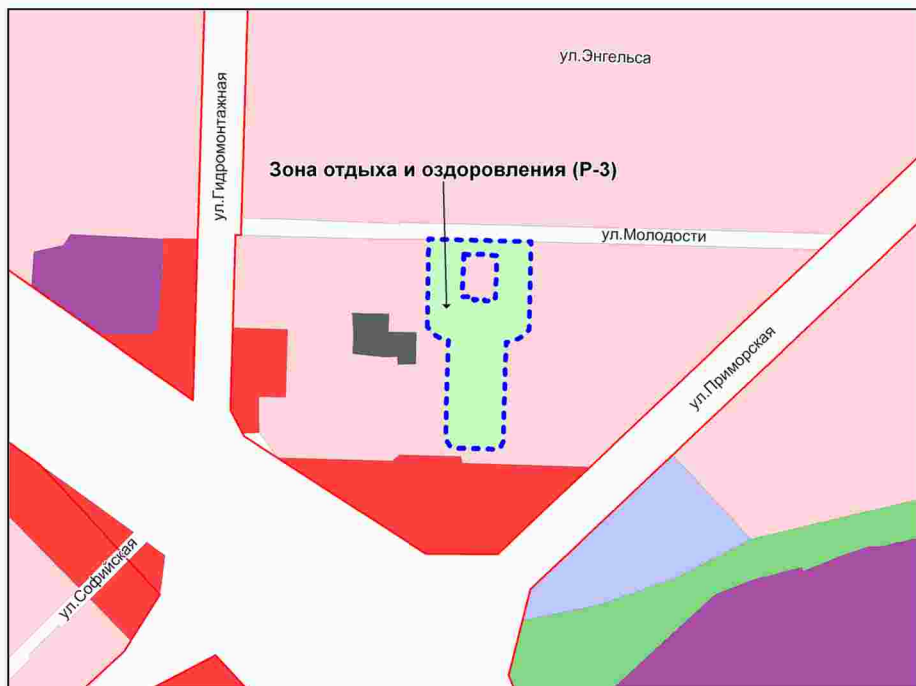 ул.Энгельса
ул.Гидромонтажная
Зона отдыха и оздоровления (Р-3)
ул.Молодости
ул.Приморская
ул.Софийская